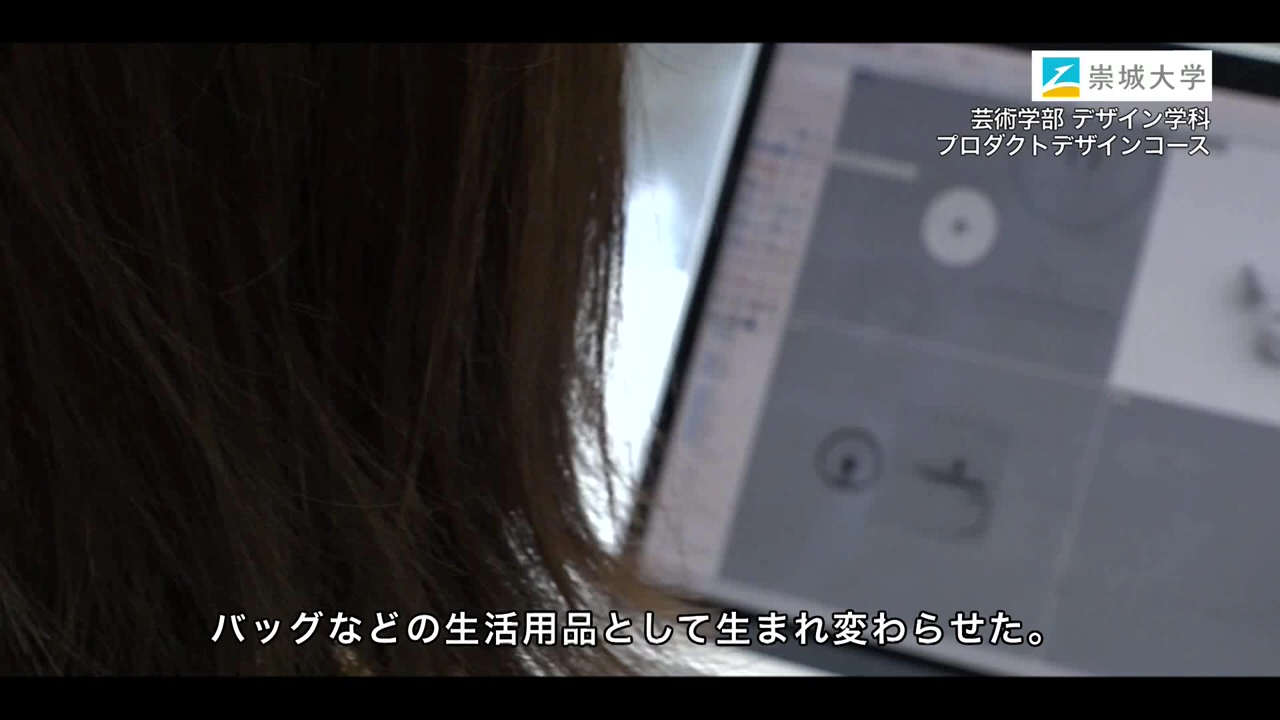 崇城大学
芸術学部 デザイン学科
プロダクトデザインコース
バッグなどの生活用品として生まれ変わらせた。